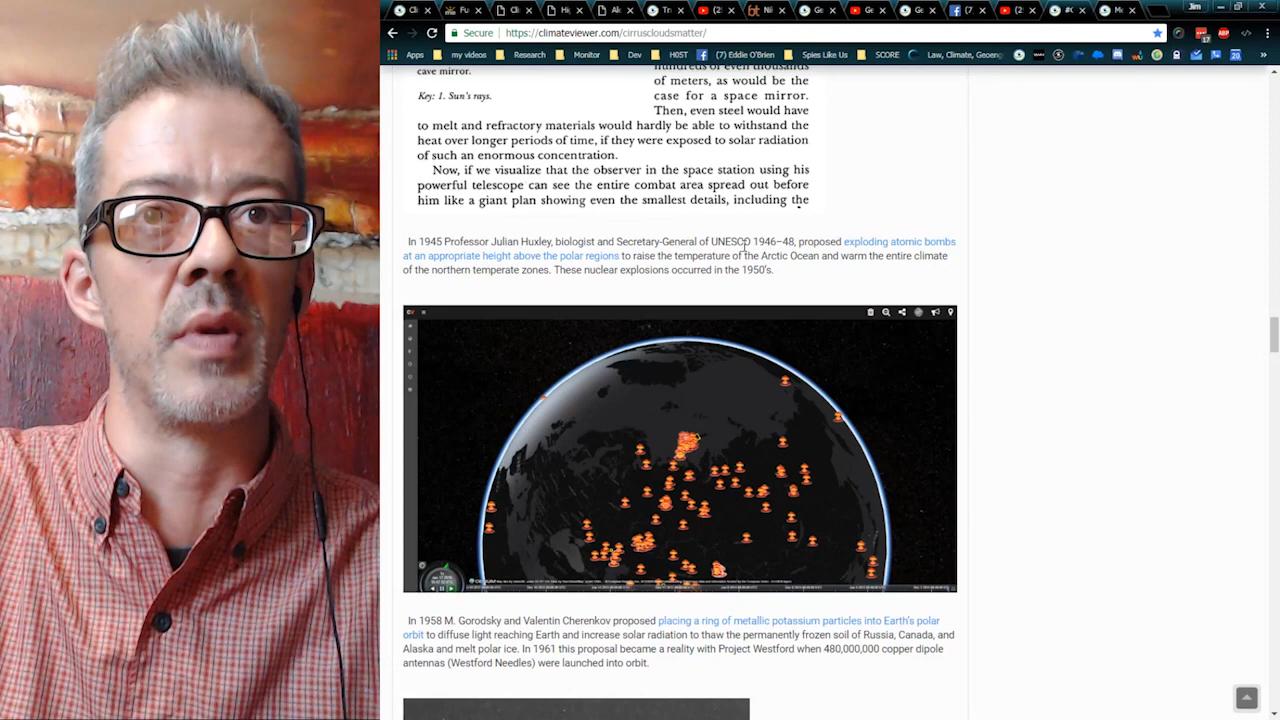 Jim
Secure
https://climateviewer.com/cirruscloudsmatter/
Apps my videos Research Monitor Dev H0ST (7) Eddie O'Brien Spies Like Us SCORE Law, Climate, Geoeng
cave mirror.
Key: 1. Sun's rays.
hundreds or even thousands
of meters, as would be the
case for a space mirror.
Then, even steel would have
to melt and refractory materials would hardly be able to withstand the
heat over longer periods of time, if they were exposed to solar radiation
of such an enormous concentration.
Now, if we visualize that the observer in the space station using his
powerful telescope can see the entire combat area spread out before
him like a giant plan showing even the smallest details, including the
In 1945 Professor Julian Huxley, biologist and Secretary-General of UNESCO 1946–48, proposed exploding atomic bombs
at an appropriate height above the polar regions to raise the temperature of the Arctic Ocean and warm the entire climate
of the northern temperate zones. These nuclear explosions occurred in the 1950's.
In 1958 M. Gorodsky and Valentin Cherenkov proposed placing a ring of metallic potassium particles into Earth's polar
orbit to diffuse light reaching Earth and increase solar radiation to thaw the permanently frozen soil of Russia, Canada, and
Alaska and melt polar ice. In 1961 this proposal became a reality with Project Westford when 480,000,000 copper dipole
antennas (Westford Needles) were launched into orbit.